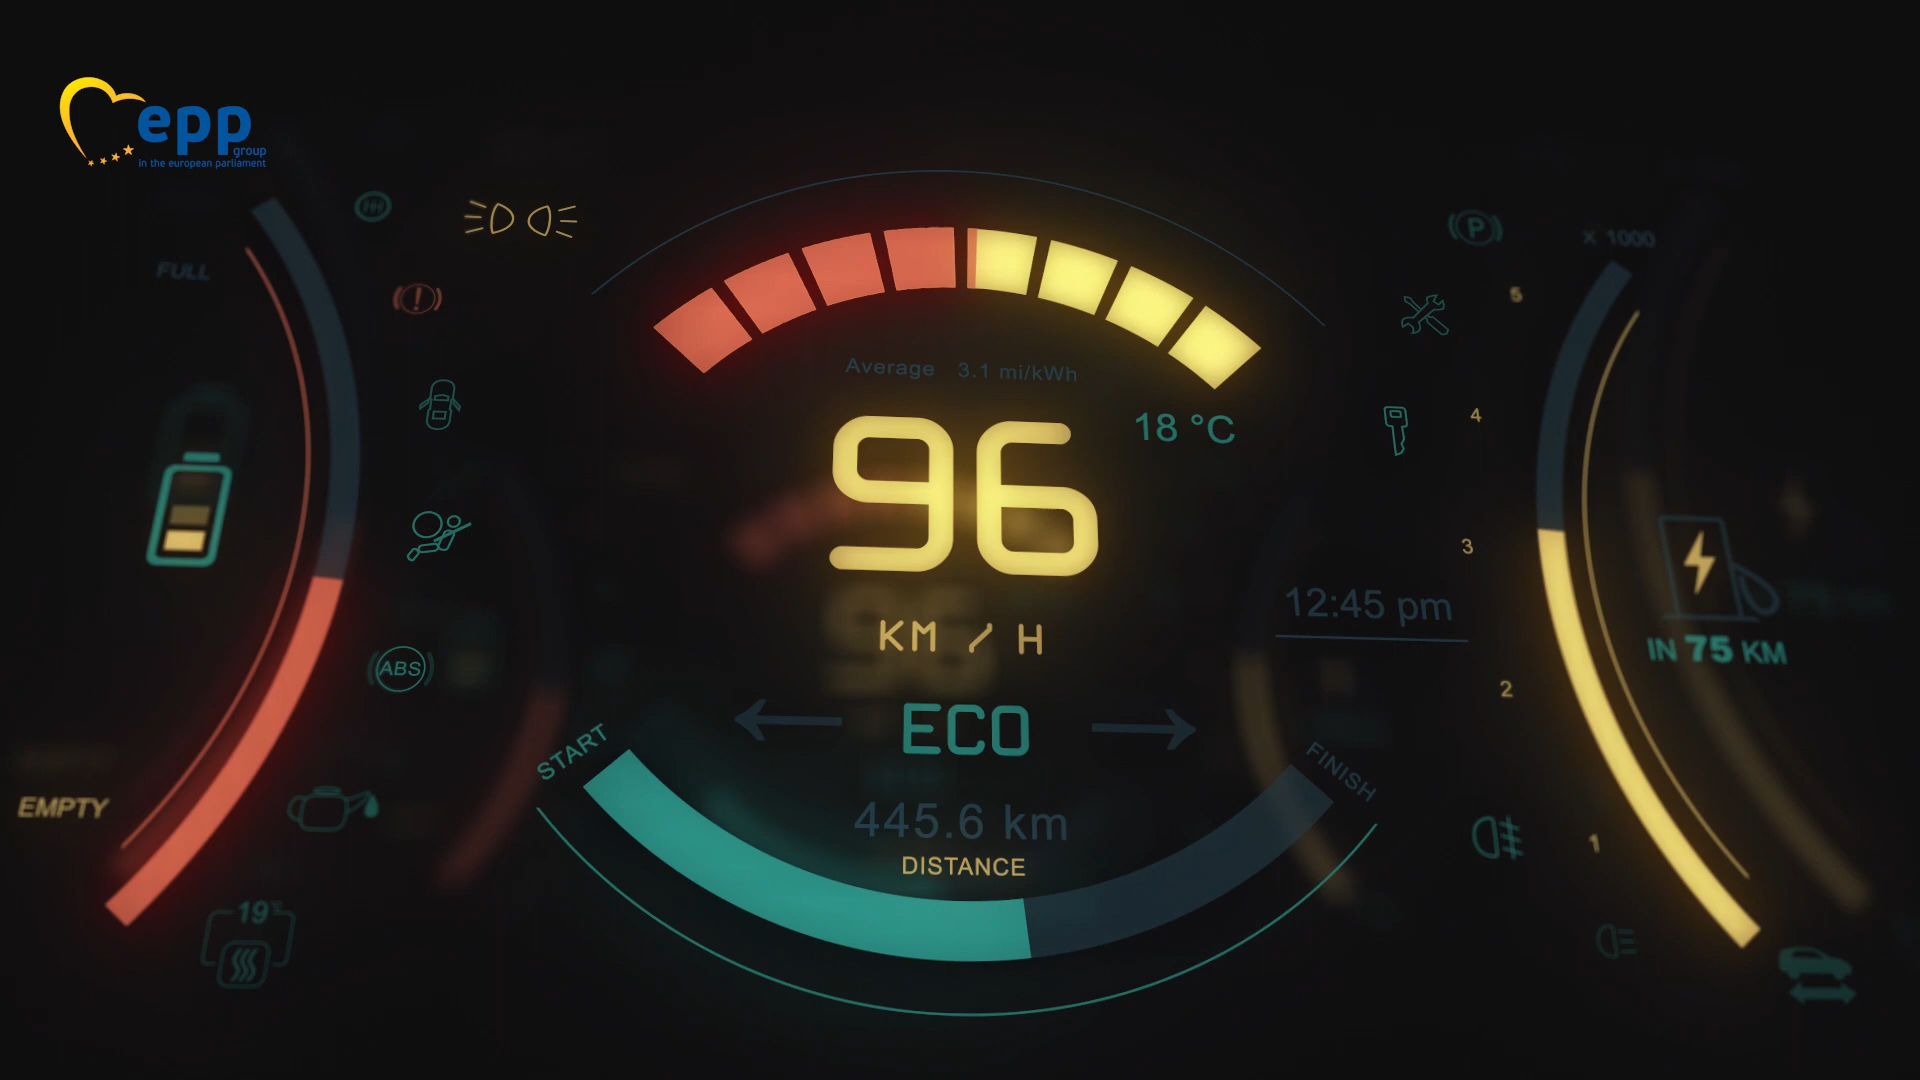 epp
group
in the european parliament
FULL
EMPTY
ABS
19°C
Average 3.1 mi/kWh
96
18 °C
KM / H
12:45 pm
ECO
START
FINISH
445.6 km
DISTANCE
P
× 1000
5
4
3
2
1
IN 75 KM